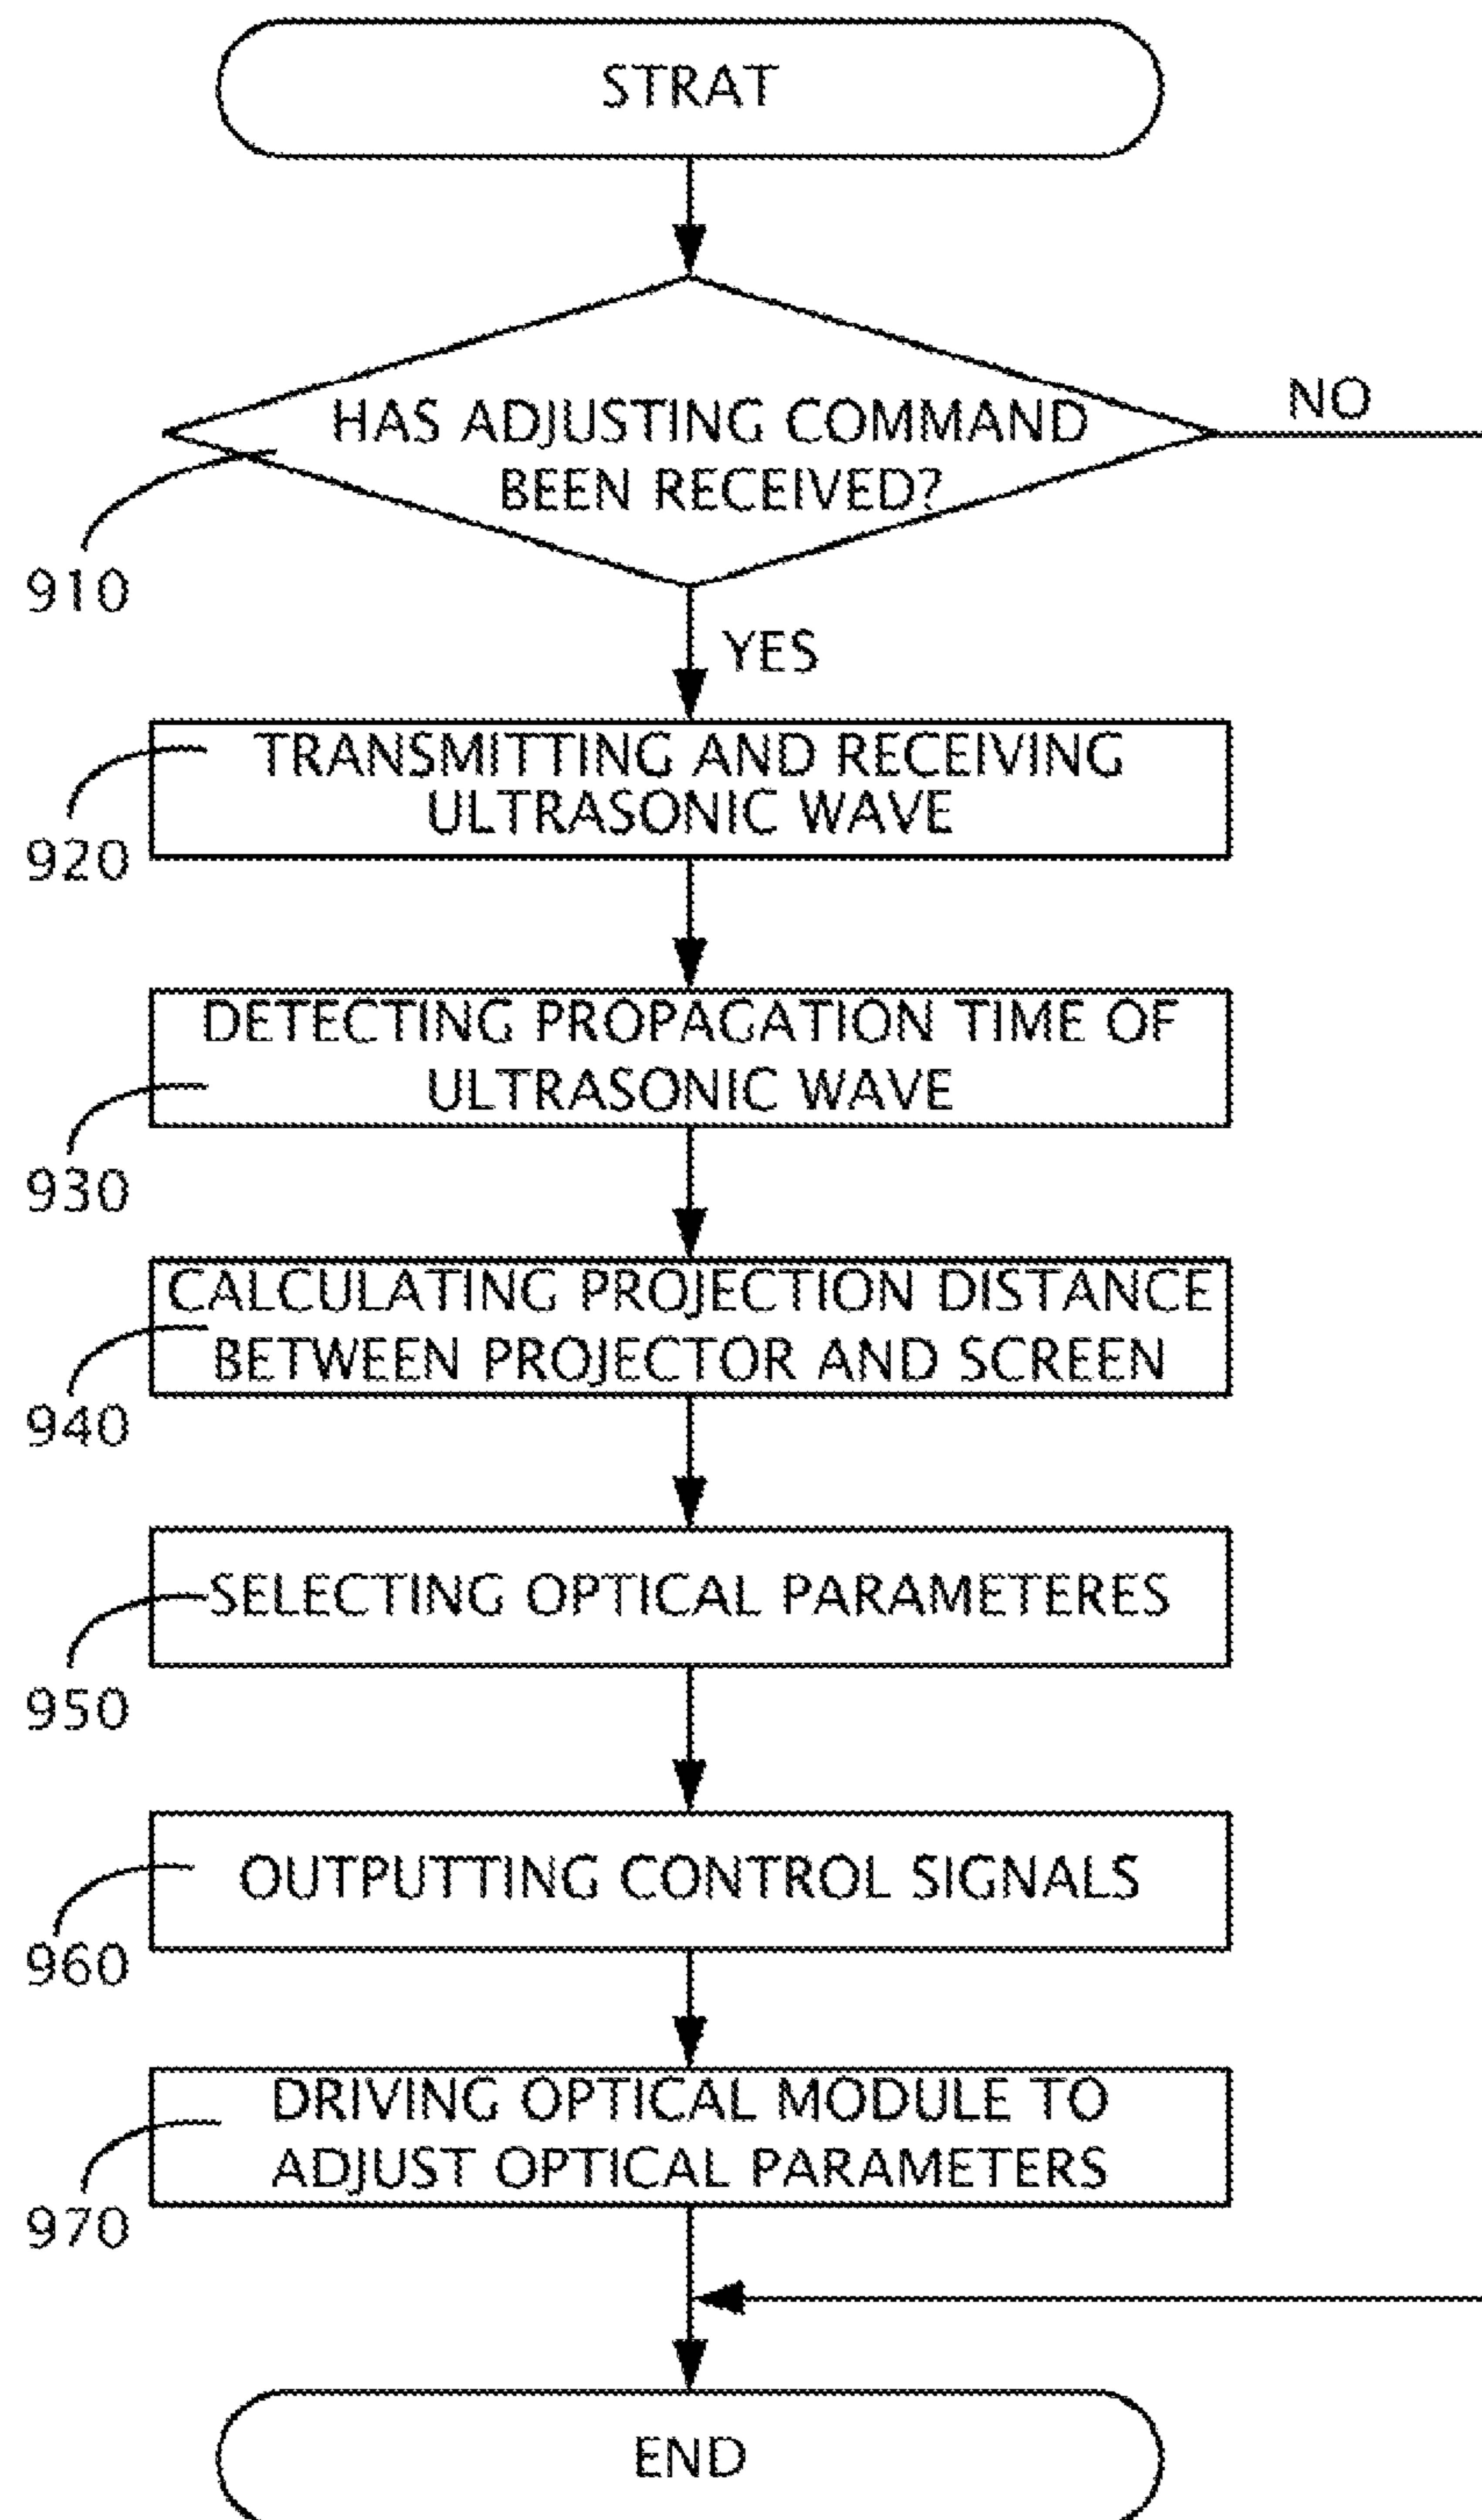 STRAT
HAS ADJUSTING COMMAND
BEEN RECEIVED?
NO
910
YES
TRANSMITTING AND RECEIVING
ULTRASONIC WAVE
920
DETECTING PROPAGATION TIME OF
ULTRASONIC WAVE
930
CALCULATING PROJECTION DISTANCE
BETWEEN PROJECTOR AND SCREEN
940
SELECTING OPTICAL PARAMETERES
950
OUTPUTTING CONTROL SIGNALS
960
DRIVING OPTICAL MODULE TO
ADJUST OPTICAL PARAMETERS
970
END